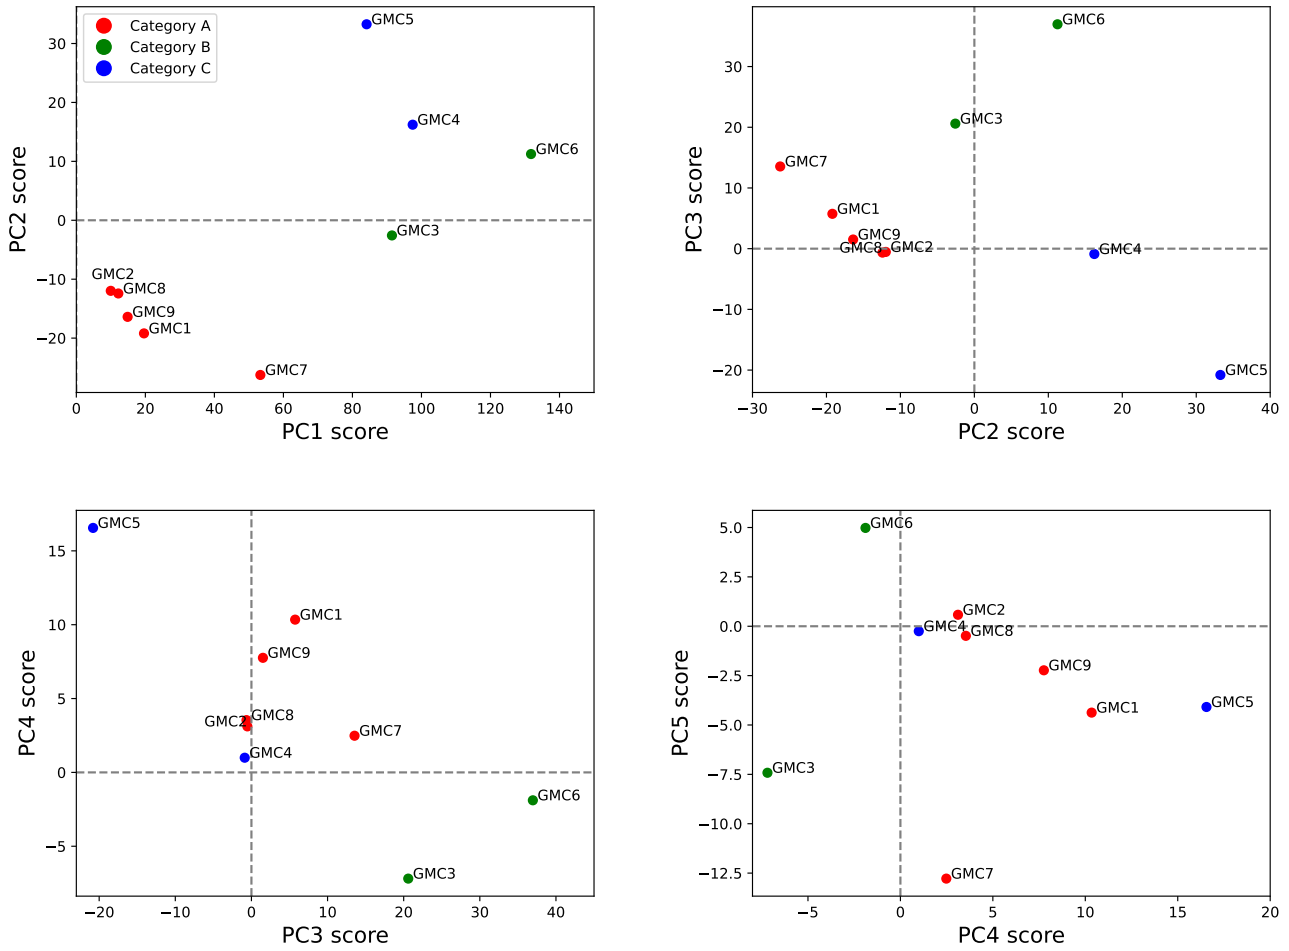 Category A
Category B
Category C
GMC5
GMC4
GMC6
GMC3
GMC2
GMC8
GMC9
GMC1
GMC7
30
20
10
0
−10
−20
0 20 40 60 80 100 120 140
PC1 score
PC2 score
GMC6
GMC3
GMC7
GMC1
GMC9
GMC8
GMC2
GMC4
GMC5
30
20
10
0
−10
−20
−30 −20 −10 0 10 20 30 40
PC2 score
PC3 score
GMC5
GMC1
GMC9
GMC8
GMC2
GMC7
GMC4
GMC6
GMC3
15
10
5
0
−5
−20 −10 0 10 20 30 40
PC3 score
PC4 score
GMC6
GMC2
GMC4
GMC8
GMC9
GMC1
GMC5
GMC3
GMC7
5.0
2.5
0.0
−2.5
−5.0
−7.5
−10.0
−12.5
−5 0 5 10 15 20
PC4 score
PC5 score